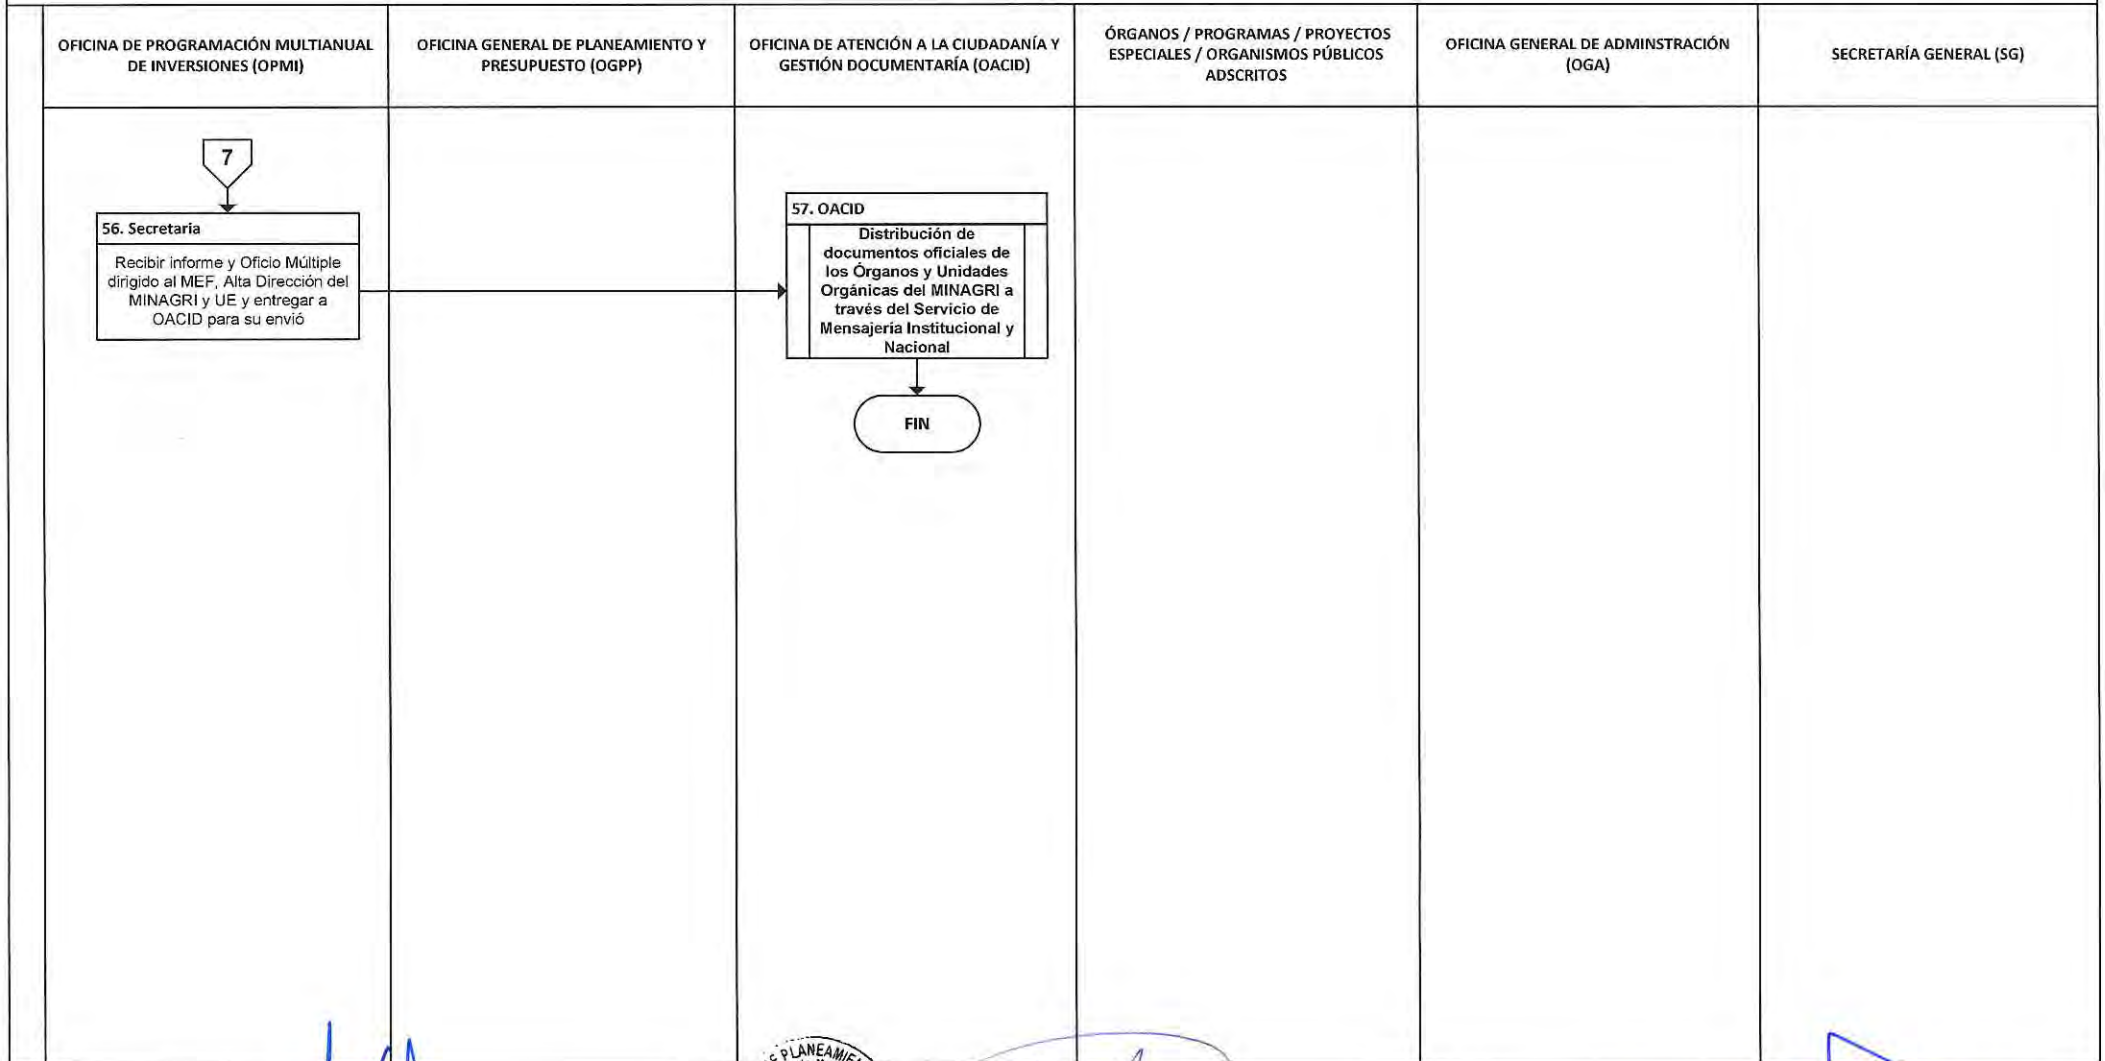 OFICINA DE PROGRAMACIÓN MULTIANUAL
DE INVERSIONES (OPMI)
OFICINA GENERAL DE PLANEAMIENTO Y
PRESUPUESTO (OGPP)
OFICINA DE ATENCIÓN A LA CIUDADANÍA Y
GESTIÓN DOCUMENTARÍA (OACID)
ÓRGANOS / PROGRAMAS / PROYECTOS
ESPECIALES / ORGANISMOS PÚBLICOS
ADSCRITOS
OFICINA GENERAL DE ADMINSTRACIÓN
(OGA)
SECRETARÍA GENERAL (SG)
7
56. Secretaria
Recibir informe y Oficio Múltiple
dirigido al MEF, Alta Dirección del
MINAGRI y UE y entregar a
OACID para su envió
57. OACID
Distribución de
documentos oficiales de
los Órganos y Unidades
Orgánicas del MINAGRI a
través del Servicio de
Mensajería Institucional y
Nacional
FIN